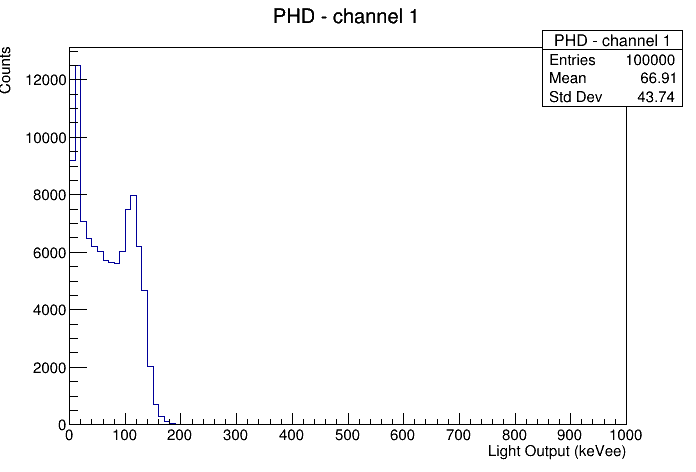 PHD - channel 1
PHD - channel 1
Entries 100000
Mean 66.91
Std Dev 43.74
Counts
12000
10000
8000
6000
4000
2000
0
0 100 200 300 400 500 600 700 800 900 1000
Light Output (keVee)